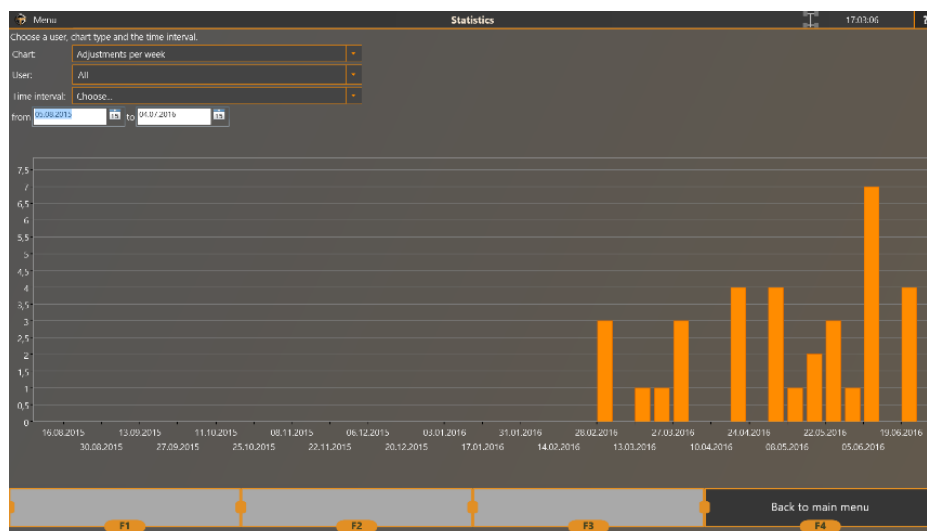 Menu Statistics 17:03:06 ?
Choose a user, chart type and the time interval.
Chart: Adjustments per week
User: All
Time interval: Choose...
from 05.08.2015 15 to 04.07.2016 15
7,5
7
6,5
6
5,5
5
4,5
4
3,5
3
2,5
2
1,5
1
0,5
0
16.08.2015 13.09.2015 11.10.2015 08.11.2015 06.12.2015 03.01.2016 31.01.2016 28.02.2016 27.03.2016 24.04.2016 22.05.2016 19.06.2016
30.08.2015 27.09.2015 25.10.2015 22.11.2015 20.12.2015 17.01.2016 14.02.2016 13.03.2016 10.04.2016 08.05.2016 05.06.2016
Back to main menu
F1 F2 F3 F4